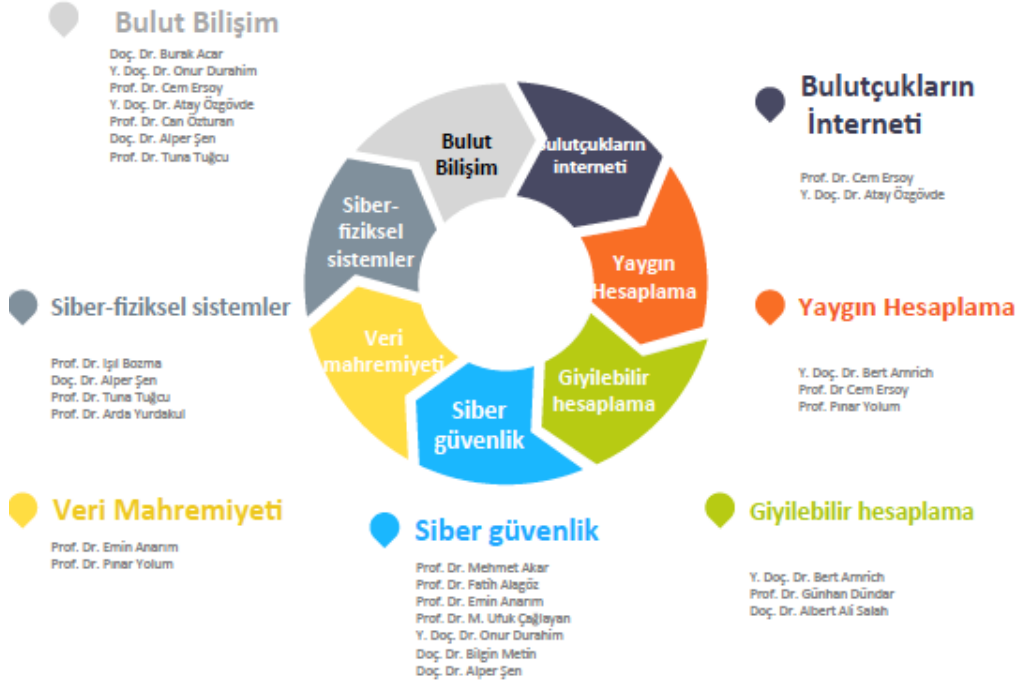 Bulut Bilişim
Doç. Dr. Burak Acar
Y. Doç. Dr. Onur Durahim
Prof. Dr. Cem Ersoy
Y. Doç. Dr. Atay Özgövde
Prof. Dr. Can Özturan
Doç. Dr. Alper Şen
Prof. Dr. Tuna Tuğcu
Bulutçukların
İnterneti
Prof. Dr. Cem Ersoy
Y. Doç. Dr. Atay Özgövde
Bulut
Bilişim
Bulutçukların
interneti
Siber-
fiziksel
sistemler
Yaygın
Hesaplama
Veri
mahremiyeti
Giyilebilir
hesaplama
Siber
güvenlik
Siber-fiziksel sistemler
Prof. Dr. Işıl Bozma
Doç. Dr. Alper Şen
Prof. Dr. Tuna Tuğcu
Prof. Dr. Arda Yurdakul
Yaygın Hesaplama
Y. Doç. Dr. Bert Arnrich
Prof. Dr Cem Ersoy
Prof. Pınar Yolum
Veri Mahremiyeti
Prof. Dr. Emin Anarım
Prof. Dr. Pınar Yolum
Siber güvenlik
Prof. Dr. Mehmet Akar
Prof. Dr. Fatih Alagöz
Prof. Dr. Emin Anarım
Prof. Dr. M. Ufuk Çağlayan
Y. Doç. Dr. Onur Durahim
Doç. Dr. Bilgin Metin
Doç. Dr. Alper Şen
Giyilebilir hesaplama
Y. Doç. Dr. Bert Arnrich
Prof. Dr. Günhan Dündar
Doç. Dr. Albert Ali Salah